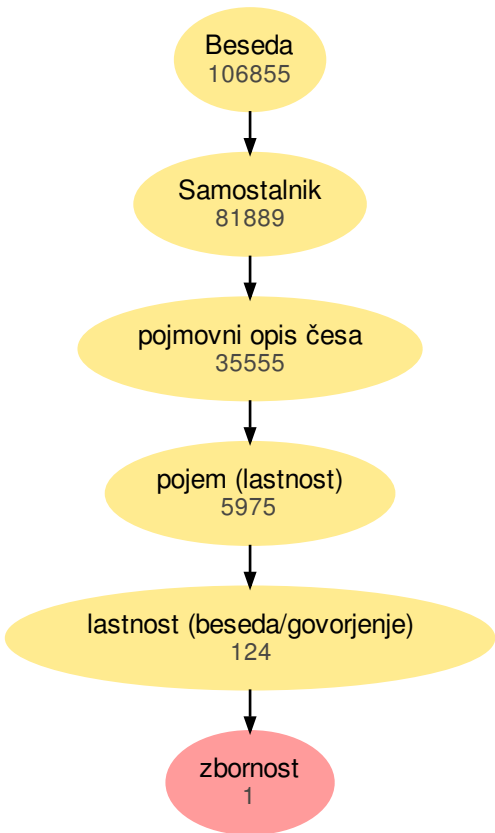 Beseda
106855
Samostalnik
81889
pojmovni opis česa
35555
pojem (lastnost)
5975
lastnost (beseda/govorjenje)
124
zbornost
1